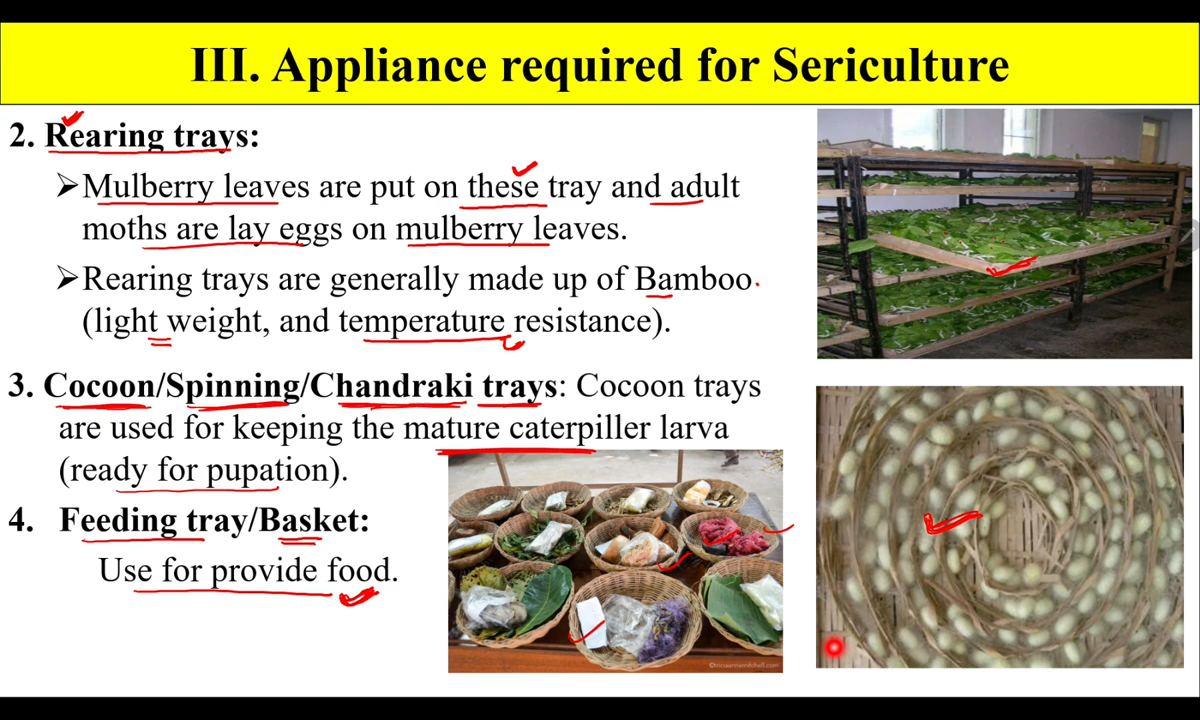 III. Appliance required for Sericulture
2. Rearing trays:
➢Mulberry leaves are put on these tray and adult
moths are lay eggs on mulberry leaves.
➢Rearing trays are generally made up of Bamboo.
(light weight, and temperature resistance).
3. Cocoon/Spinning/Chandraki trays: Cocoon trays
are used for keeping the mature caterpiller larva
(ready for pupation).
4. Feeding tray/Basket:
Use for provide food.